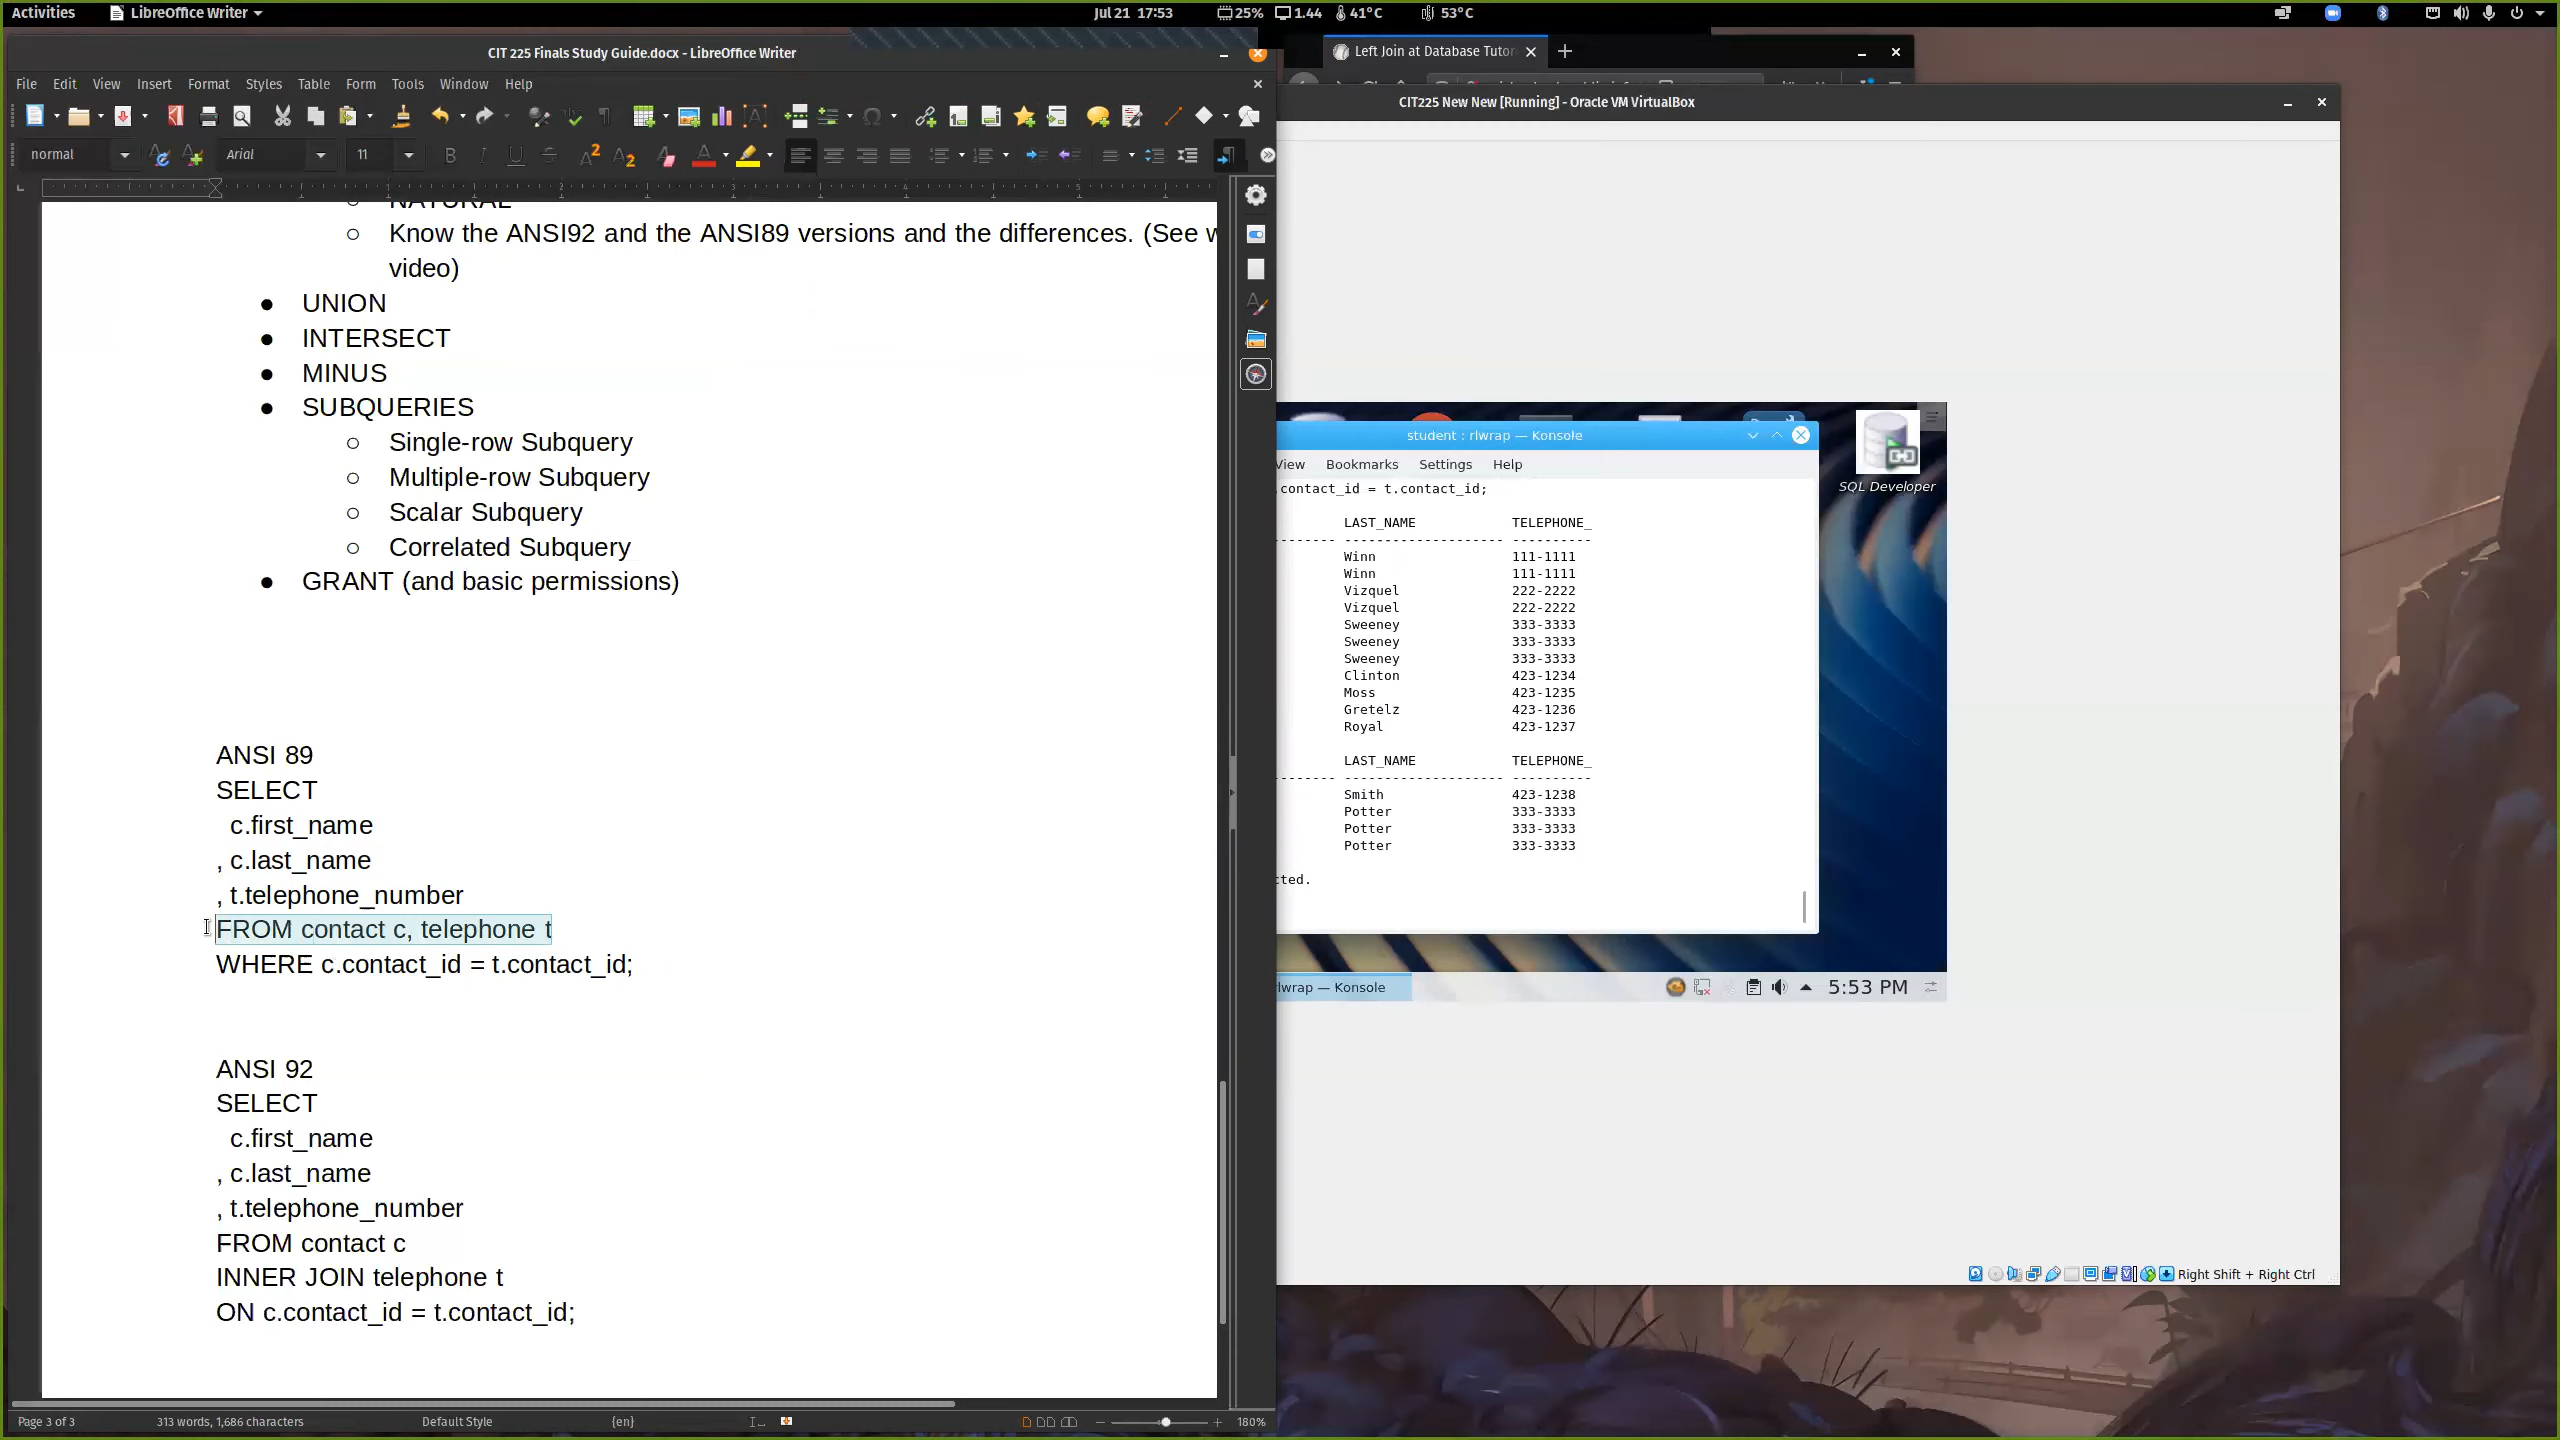 Activities LibreOffice Writer Jul 21 17:53 25% 1.44 41°C 53°C
CIT 225 Finals Study Guide.docx - LibreOffice Writer
File Edit View Insert Format Styles Table Form Tools Window Help
normal Arial 11
1 2 3 4 5
NATURAL
Know the ANSI92 and the ANSI89 versions and the differences. (See
video)
UNION
INTERSECT
MINUS
SUBQUERIES
Single-row Subquery
Multiple-row Subquery
Scalar Subquery
Correlated Subquery
GRANT (and basic permissions)
ANSI 89
SELECT
c.first_name
, c.last_name
, t.telephone_number
FROM contact c, telephone t
WHERE c.contact_id = t.contact_id;
ANSI 92
SELECT
c.first_name
, c.last_name
, t.telephone_number
FROM contact c
INNER JOIN telephone t
ON c.contact_id = t.contact_id;
Page 3 of 3 313 words, 1,686 characters Default Style {en} 180%
Left Join at Database Tutor
CIT225 New New [Running] - Oracle VM VirtualBox
student : rlwrap — Konsole
View Bookmarks Settings Help
.contact_id = t.contact_id;
LAST_NAME TELEPHONE_
-------- -------------------- ----------
Winn 111-1111
Winn 111-1111
Vizquel 222-2222
Vizquel 222-2222
Sweeney 333-3333
Sweeney 333-3333
Sweeney 333-3333
Clinton 423-1234
Moss 423-1235
Gretelz 423-1236
Royal 423-1237
LAST_NAME TELEPHONE_
-------- -------------------- ----------
Smith 423-1238
Potter 333-3333
Potter 333-3333
Potter 333-3333
cted.
SQL Developer
rlwrap — Konsole 5:53 PM
Right Shift + Right Ctrl